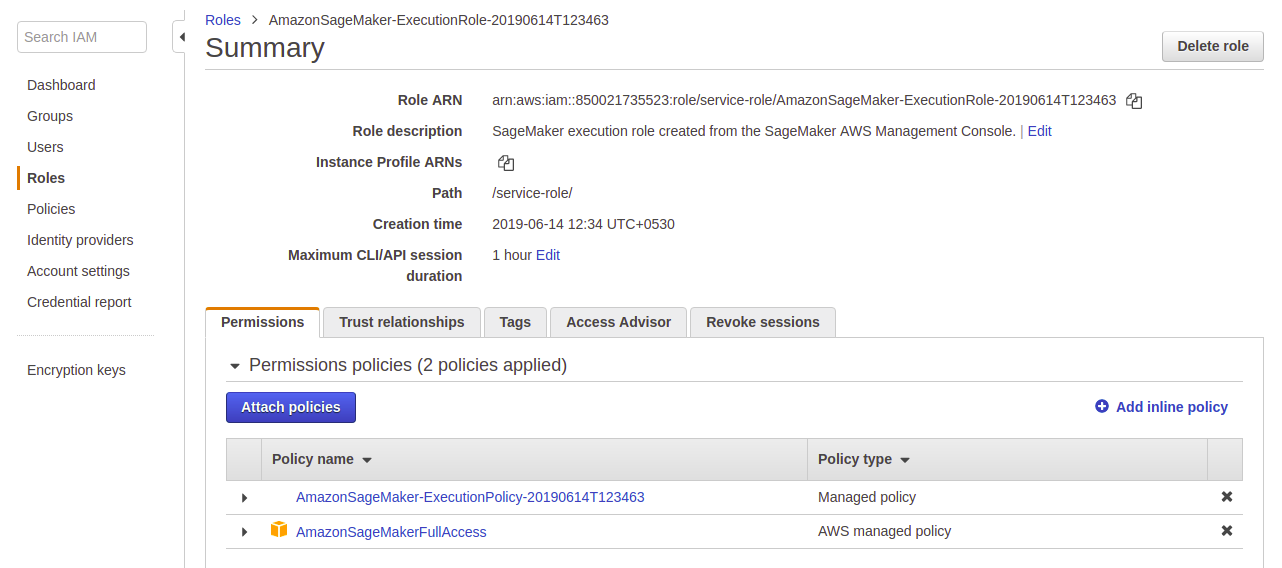 Search IAM
Dashboard
Groups
Users
Roles
Policies
Identity providers
Account settings
Credential report
Encryption keys
Roles > AmazonSageMaker-ExecutionRole-20190614T123463
Summary
Delete role
Role ARN arn:aws:iam::850021735523:role/service-role/AmazonSageMaker-ExecutionRole-20190614T123463
Role description SageMaker execution role created from the SageMaker AWS Management Console. | Edit
Instance Profile ARNs
Path /service-role/
Creation time 2019-06-14 12:34 UTC+0530
Maximum CLI/API session 1 hour Edit
duration
Permissions Trust relationships Tags Access Advisor Revoke sessions
Permissions policies (2 policies applied)
Attach policies Add inline policy
Policy name Policy type
AmazonSageMaker-ExecutionPolicy-20190614T123463 Managed policy
AmazonSageMakerFullAccess AWS managed policy